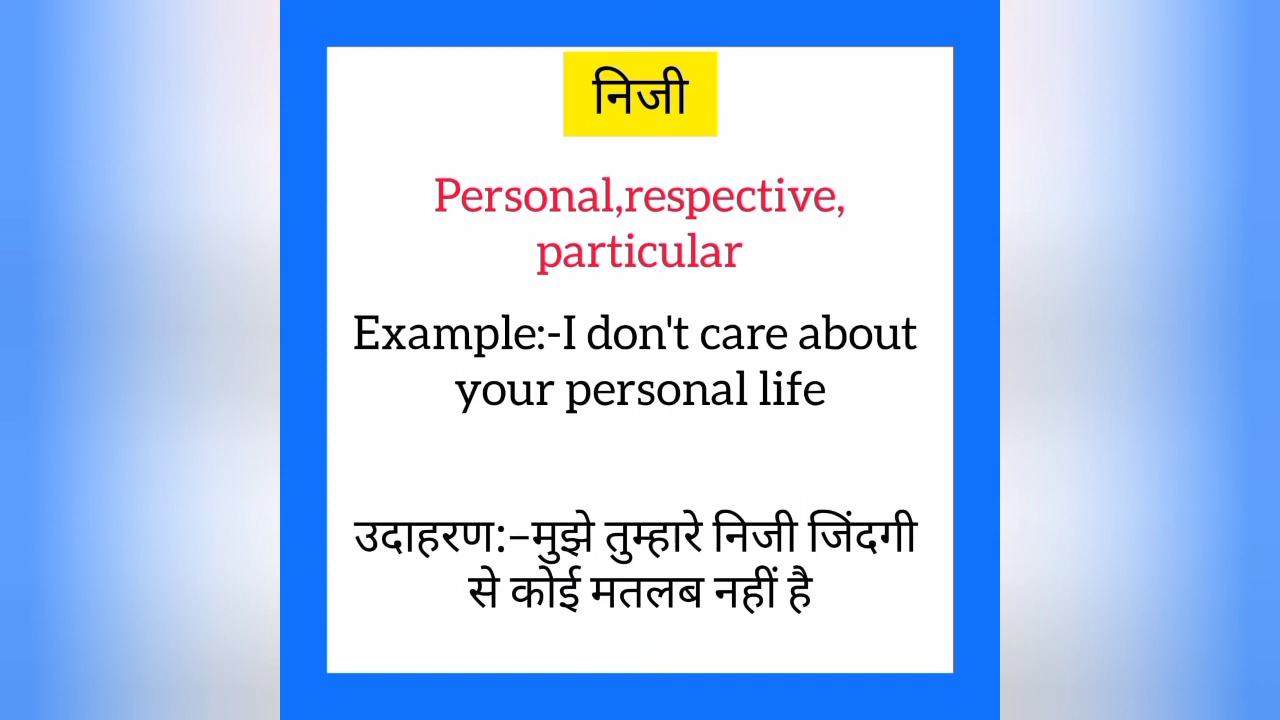 निजी
Personal,respective,
particular
Example:-I don't care about
your personal life
उदाहरण:–मुझे तुम्हारे निजी जिंदगी
से कोई मतलब नहीं है